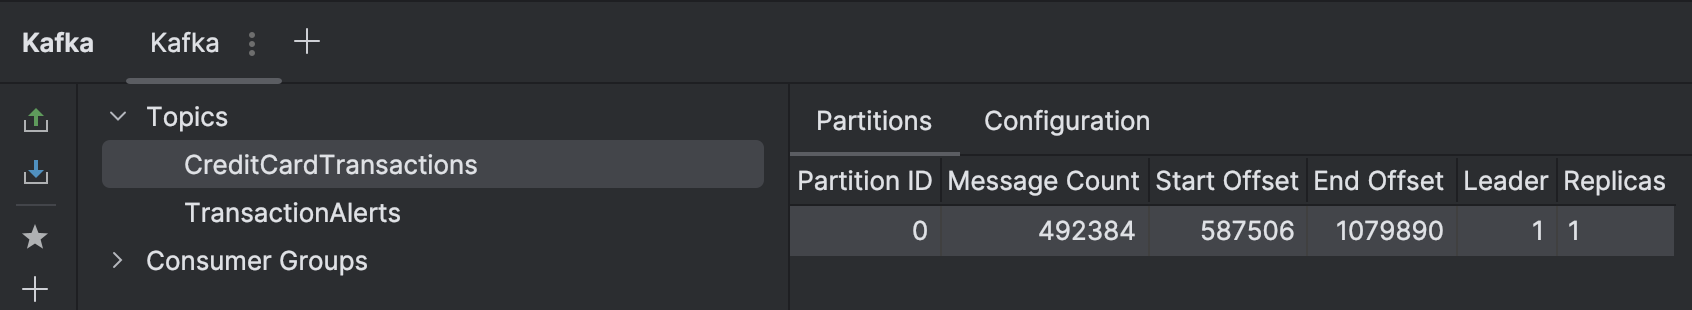 Kafka Kafka
Topics
CreditCardTransactions
TransactionAlerts
Consumer Groups
Partitions Configuration
Partition ID Message Count Start Offset End Offset Leader Replicas
0 492384 587506 1079890 1 1